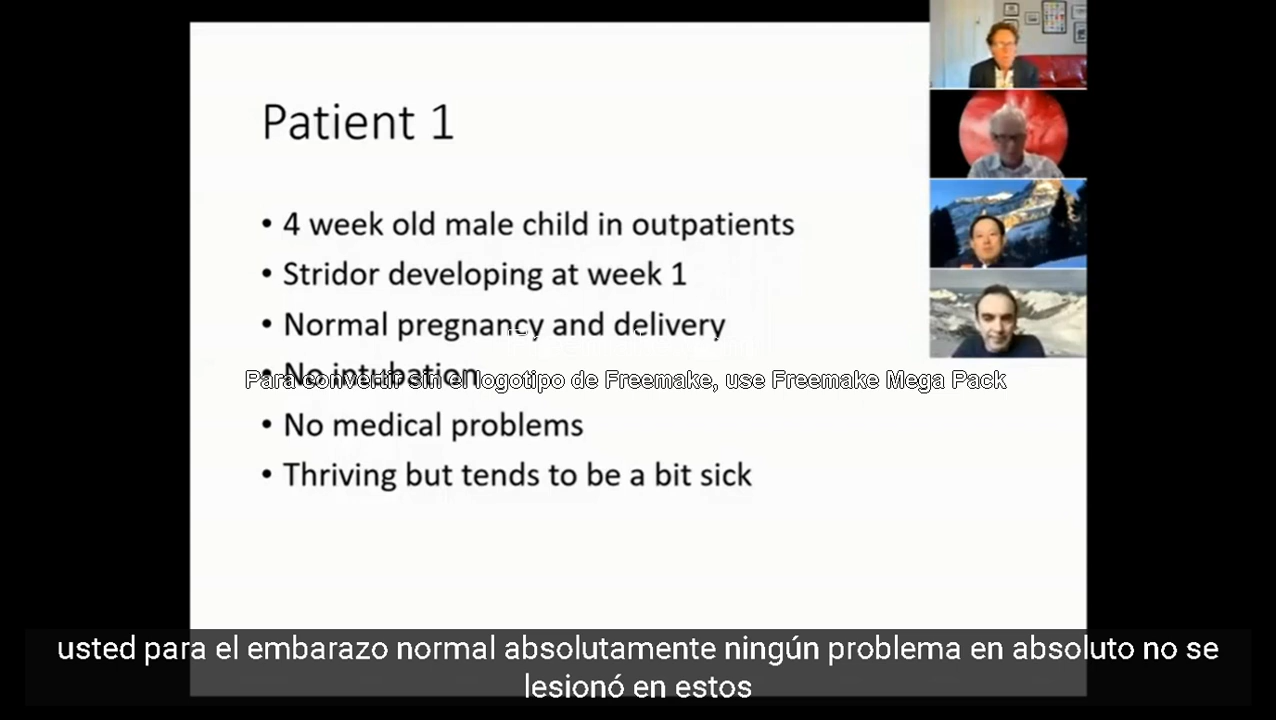 Patient 1
• 4 week old male child in outpatients
• Stridor developing at week 1
• Normal pregnancy and delivery
• No intubation
Para convertir sin el logotipo de Freemake, use Freemake Mega Pack
• No medical problems
• Thriving but tends to be a bit sick
usted para el embarazo normal absolutamente ningún problema en absoluto no se
lesionó en estos